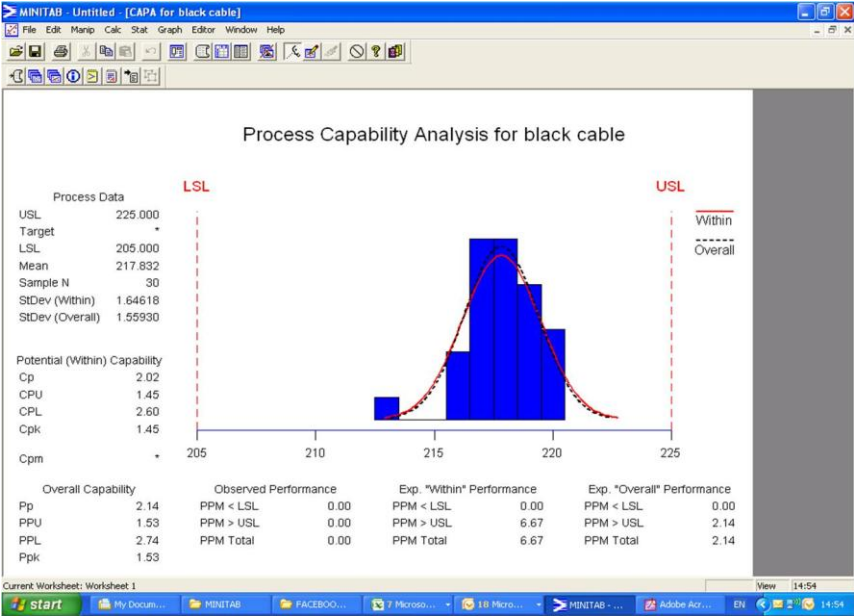 MINITAB - Untitled - [CAPA for black cable]
File Edit Manip Calc Stat Graph Editor Window Help
Process Capability Analysis for black cable
LSL USL
Process Data
USL 225.000
Target *
LSL 205.000
Mean 217.832
Sample N 30
StDev (Within) 1.64618
StDev (Overall) 1.55930
Within
Overall
Potential (Within) Capability
Cp 2.02
CPU 1.45
CPL 2.60
Cpk 1.45
Cpm *
205 210 215 220 225
Overall Capability
Pp 2.14
PPU 1.53
PPL 2.74
Ppk 1.53
Observed Performance
PPM < LSL 0.00
PPM > USL 0.00
PPM Total 0.00
Exp. "Within" Performance
PPM < LSL 0.00
PPM > USL 6.67
PPM Total 6.67
Exp. "Overall" Performance
PPM < LSL 0.00
PPM > USL 2.14
PPM Total 2.14
Current Worksheet: Worksheet 1 View 14:54
start My Docum... MINITAB FACEBOO... 7 Microso... 18 Micro... MINITAB - ... Adobe Acr... EN 14:54